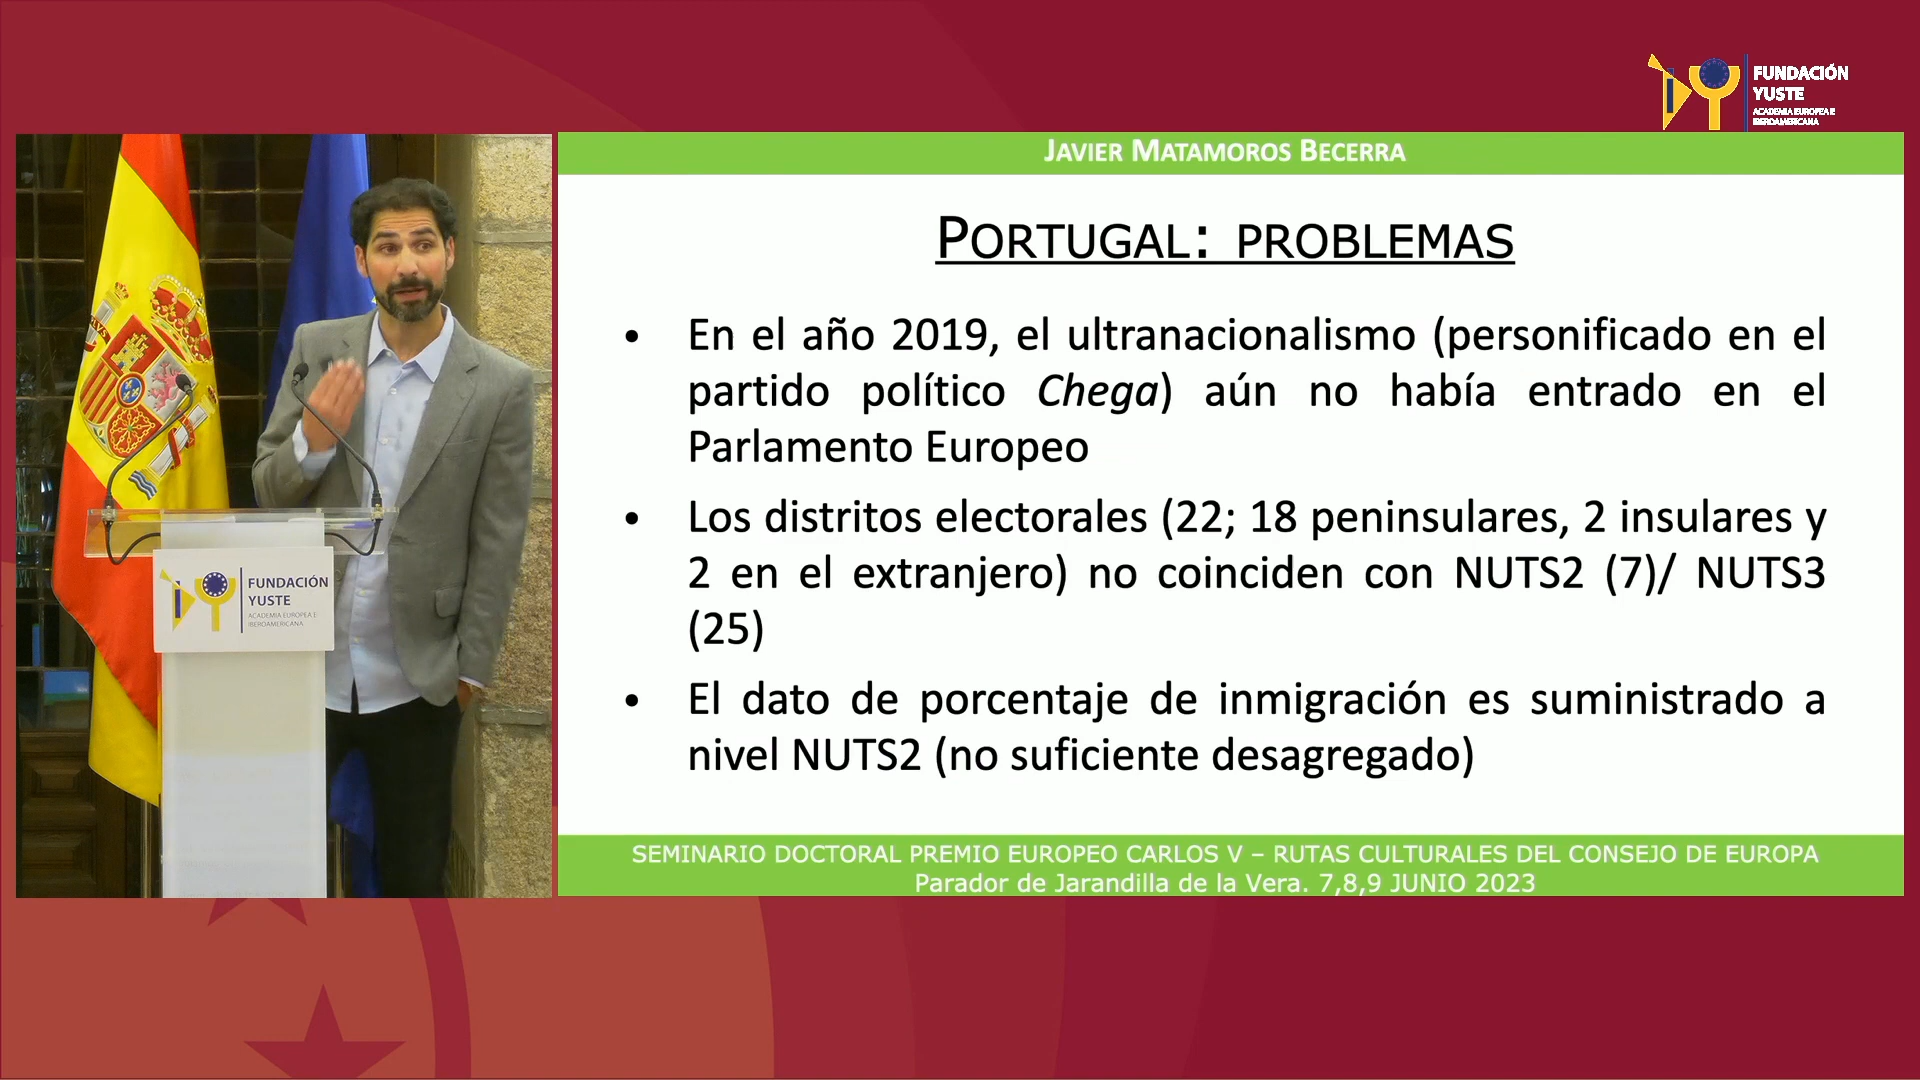 FUNDACIÓN
YUSTE
ACADEMIA EUROPEA E
IBEROAMERICANA
JAVIER MATAMOROS BECERRA
PORTUGAL: PROBLEMAS
• En el año 2019, el ultranacionalismo (personificado en el
partido político Chega) aún no había entrado en el
Parlamento Europeo
• Los distritos electorales (22; 18 peninsulares, 2 insulares y
2 en el extranjero) no coinciden con NUTS2 (7)/ NUTS3
(25)
• El dato de porcentaje de inmigración es suministrado a
nivel NUTS2 (no suficiente desagregado)
SEMINARIO DOCTORAL PREMIO EUROPEO CARLOS V – RUTAS CULTURALES DEL CONSEJO DE EUROPA
Parador de Jarandilla de la Vera. 7,8,9 JUNIO 2023
FUNDACIÓN
YUSTE
ACADEMIA EUROPEA E
IBEROAMERICANA